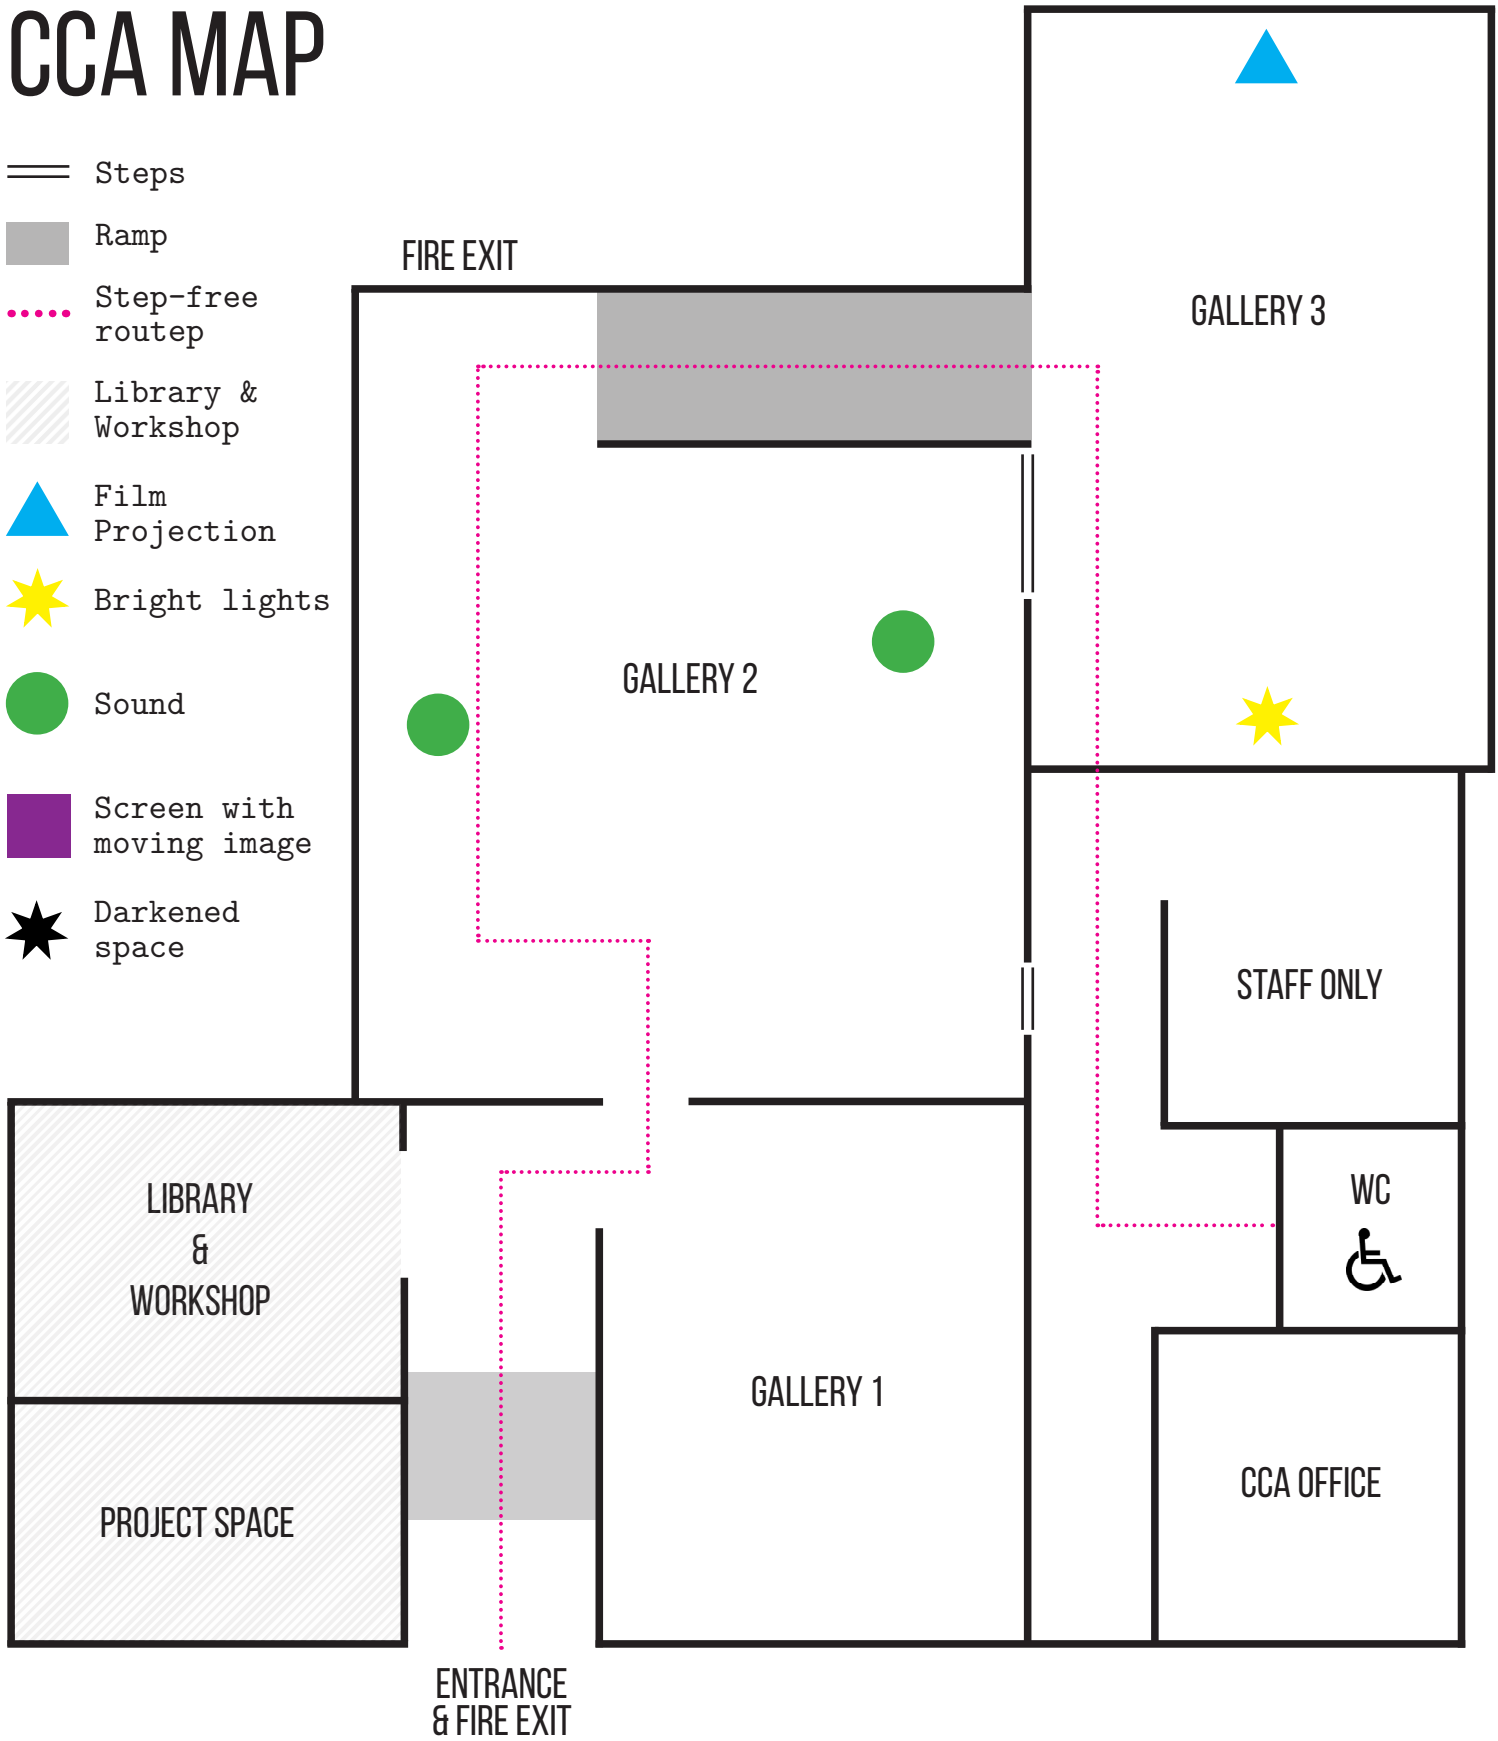 CCA MAP
Steps
Ramp
Step-free
routep
Library &
Workshop
Film
Projection
Bright lights
Sound
Screen with
moving image
Darkened
space
FIRE EXIT
GALLERY 3
GALLERY 2
STAFF ONLY
WC
LIBRARY
&
WORKSHOP
GALLERY 1
CCA OFFICE
PROJECT SPACE
ENTRANCE
& FIRE EXIT